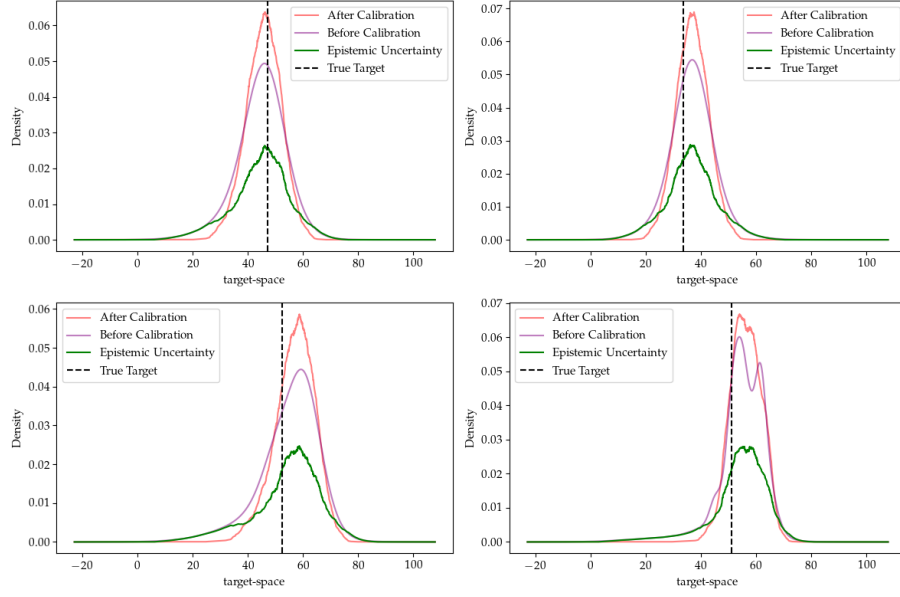 After Calibration
Before Calibration
Epistemic Uncertainty
True Target
Density
0.06
0.05
0.04
0.03
0.02
0.01
0.00
−20
0
20
40
60
80
100
target-space
After Calibration
Before Calibration
Epistemic Uncertainty
True Target
Density
0.07
0.06
0.05
0.04
0.03
0.02
0.01
0.00
−20
0
20
40
60
80
100
target-space
After Calibration
Before Calibration
Epistemic Uncertainty
True Target
Density
0.06
0.05
0.04
0.03
0.02
0.01
0.00
−20
0
20
40
60
80
100
target-space
After Calibration
Before Calibration
Epistemic Uncertainty
True Target
Density
0.07
0.06
0.05
0.04
0.03
0.02
0.01
0.00
−20
0
20
40
60
80
100
target-space